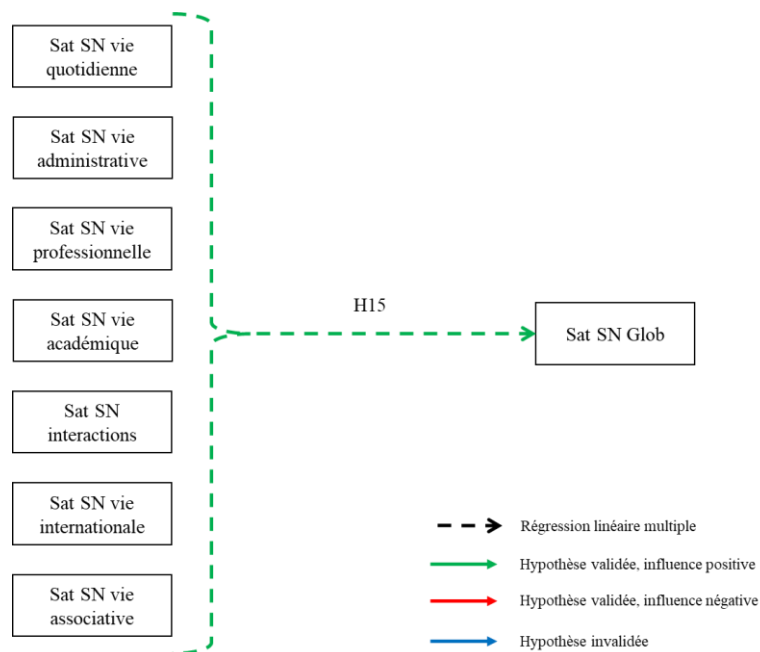 Sat SN vie
quotidienne
Sat SN vie
administrative
Sat SN vie
professionnelle
Sat SN vie
académique
Sat SN
interactions
Sat SN vie
internationale
Sat SN vie
associative
H15
Sat SN Glob
Régression linéaire multiple
Hypothèse validée, influence positive
Hypothèse validée, influence négative
Hypothèse invalidée